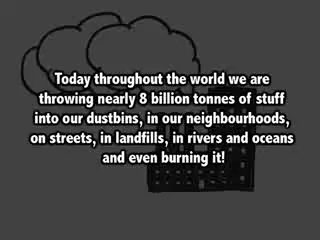 Today throughout the world we are
throwing nearly 8 billion tonnes of stuff
into our dustbins, in our neighbourhoods,
on streets, in landfills, in rivers and oceans
and even burning it!